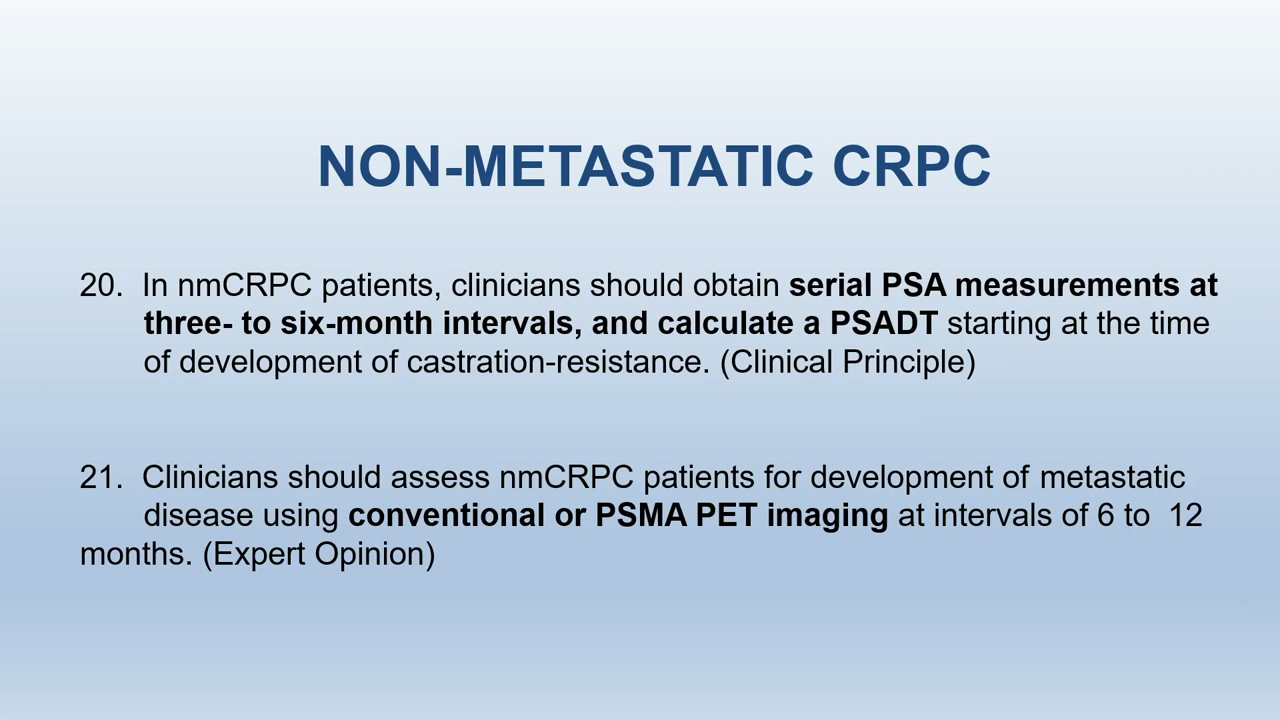 NON-METASTATIC CRPC
20. In nmCRPC patients, clinicians should obtain serial PSA measurements at
three- to six-month intervals, and calculate a PSADT starting at the time
of development of castration-resistance. (Clinical Principle)
21. Clinicians should assess nmCRPC patients for development of metastatic
disease using conventional or PSMA PET imaging at intervals of 6 to 12
months. (Expert Opinion)